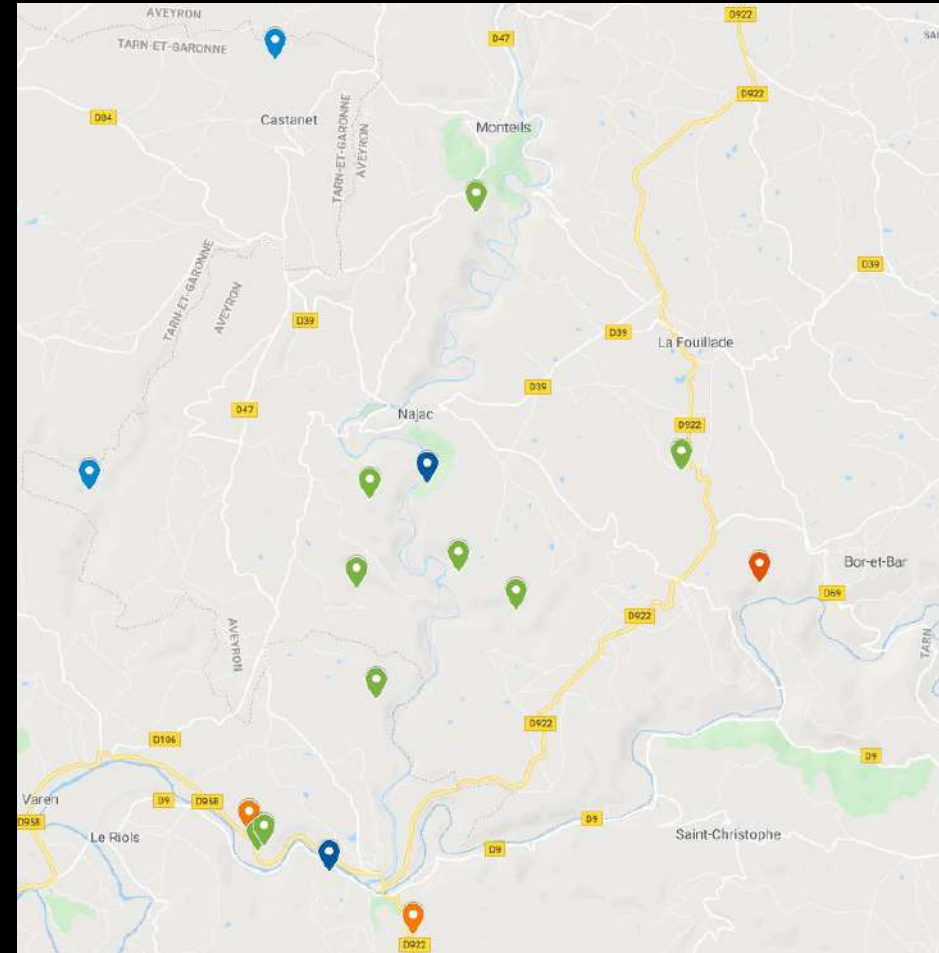 AVEYRON
TARN-ET-GARONNE
D922
D47
D922
D84
Castanet
TARN-ET-GARONNE
AVEYRON
Monteils
TARN-ET-GARONNE
AVEYRON
D39
D39
D39
La Fouillade
D39
D47
Najac
D922
Bor-et-Bar
D69
D922
AVEYRON
TARN
D922
D106
D9
Varen
D9
D958
D958
Le Riols
D9
Saint-Christophe
D9
D922